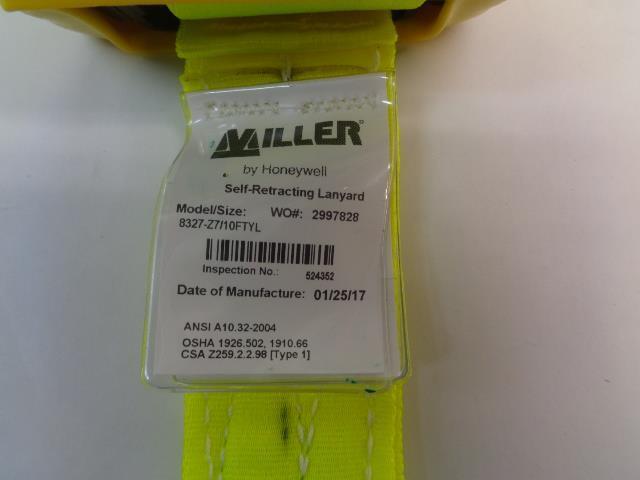 MILLER®
by Honeywell
Self-Retracting Lanyard
Model/Size: WO#: 2997828
8327-Z7/10FTYL
Inspection No.: 524352
Date of Manufacture: 01/25/17
ANSI A10.32-2004
OSHA 1926.502, 1910.66
CSA Z259.2.2.98 [Type 1]